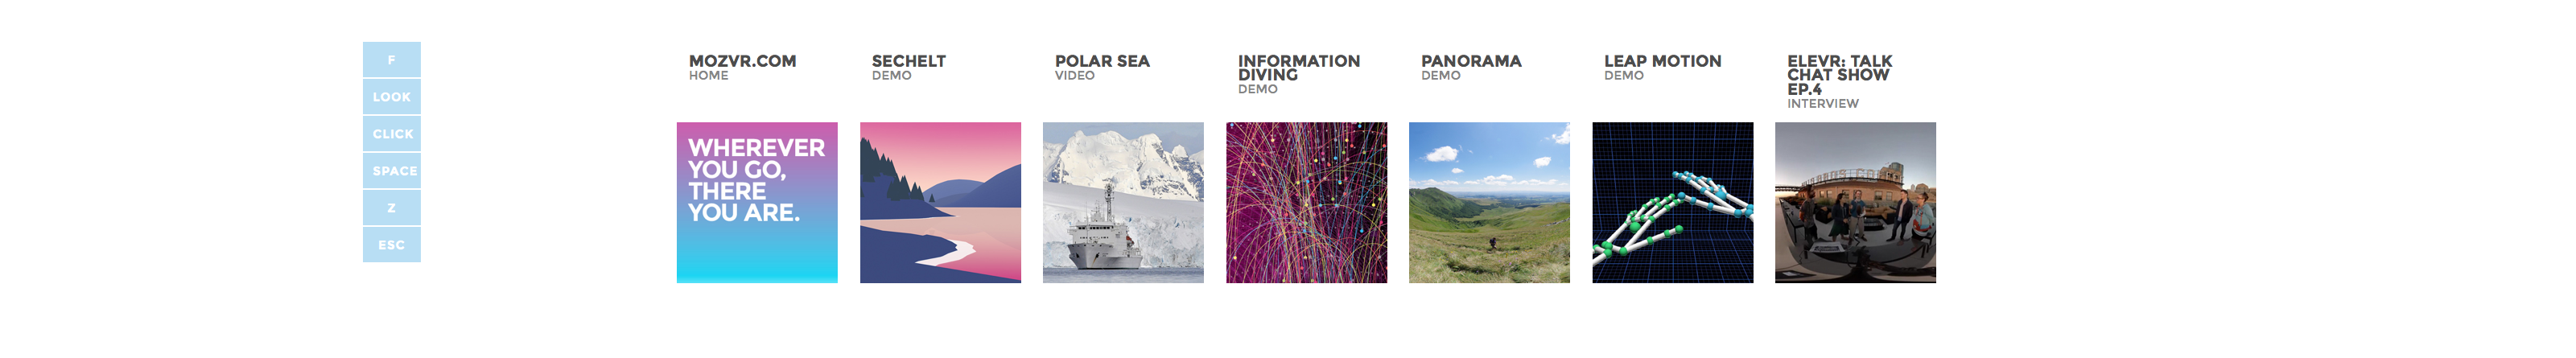 F
LOOK
CLICK
SPACE
Z
ESC
MOZVR.COM
HOME
WHEREVER
YOU GO,
THERE
YOU ARE.
SECHELT
DEMO
POLAR SEA
VIDEO
INFORMATION
DIVING
DEMO
PANORAMA
DEMO
LEAP MOTION
DEMO
ELEVR: TALK
CHAT SHOW
EP.4
INTERVIEW